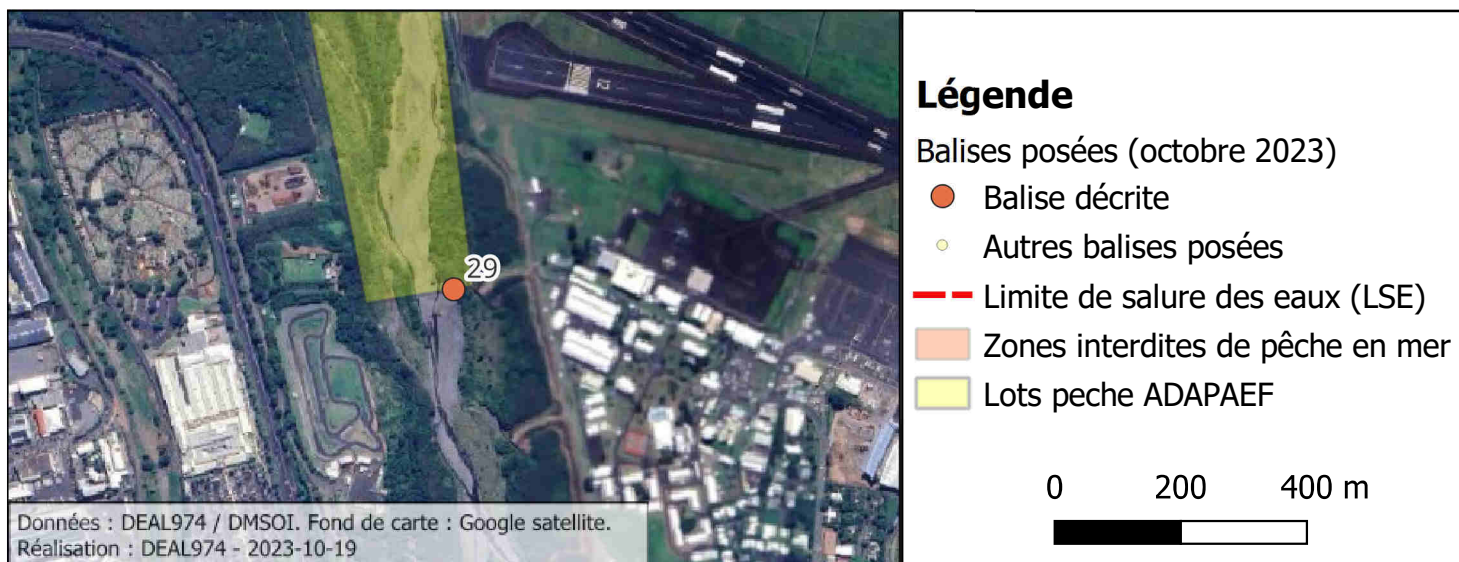 29
Données : DEAL974 / DMSOI. Fond de carte : Google satellite.
Réalisation : DEAL974 - 2023-10-19
Légende
Balises posées (octobre 2023)
Balise décrite
Autres balises posées
Limite de salure des eaux (LSE)
Zones interdites de pêche en mer
Lots peche ADAPAEF
0 200 400 m